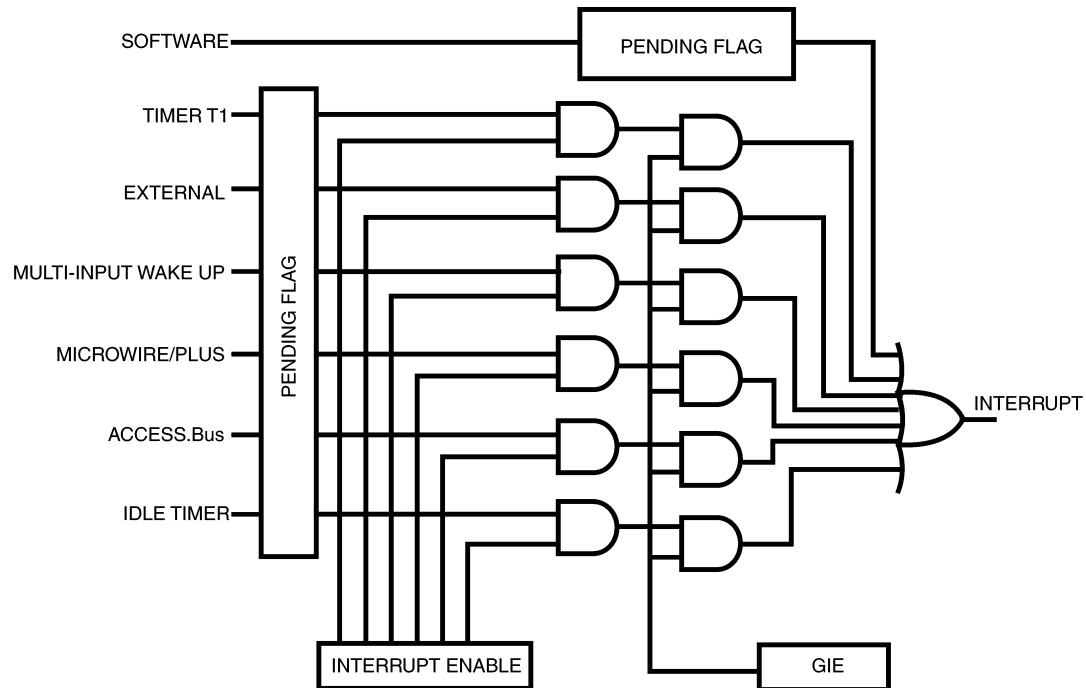 SOFTWARE
PENDING FLAG
TIMER T1
EXTERNAL
MULTI-INPUT WAKE UP
MICROWIRE/PLUS
ACCESS.Bus
IDLE TIMER
PENDING FLAG
INTERRUPT
INTERRUPT ENABLE
GIE